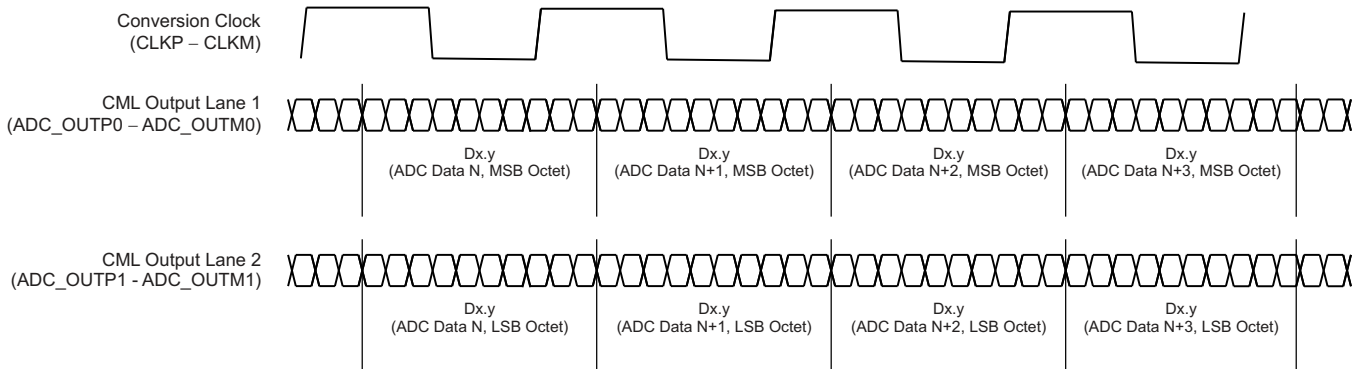 Conversion Clock
(CLKP – CLKM)
CML Output Lane 1
(ADC_OUTP0 – ADC_OUTM0)
Dx.y
(ADC Data N, MSB Octet)
Dx.y
(ADC Data N+1, MSB Octet)
Dx.y
(ADC Data N+2, MSB Octet)
Dx.y
(ADC Data N+3, MSB Octet)
CML Output Lane 2
(ADC_OUTP1 - ADC_OUTM1)
Dx.y
(ADC Data N, LSB Octet)
Dx.y
(ADC Data N+1, LSB Octet)
Dx.y
(ADC Data N+2, LSB Octet)
Dx.y
(ADC Data N+3, LSB Octet)